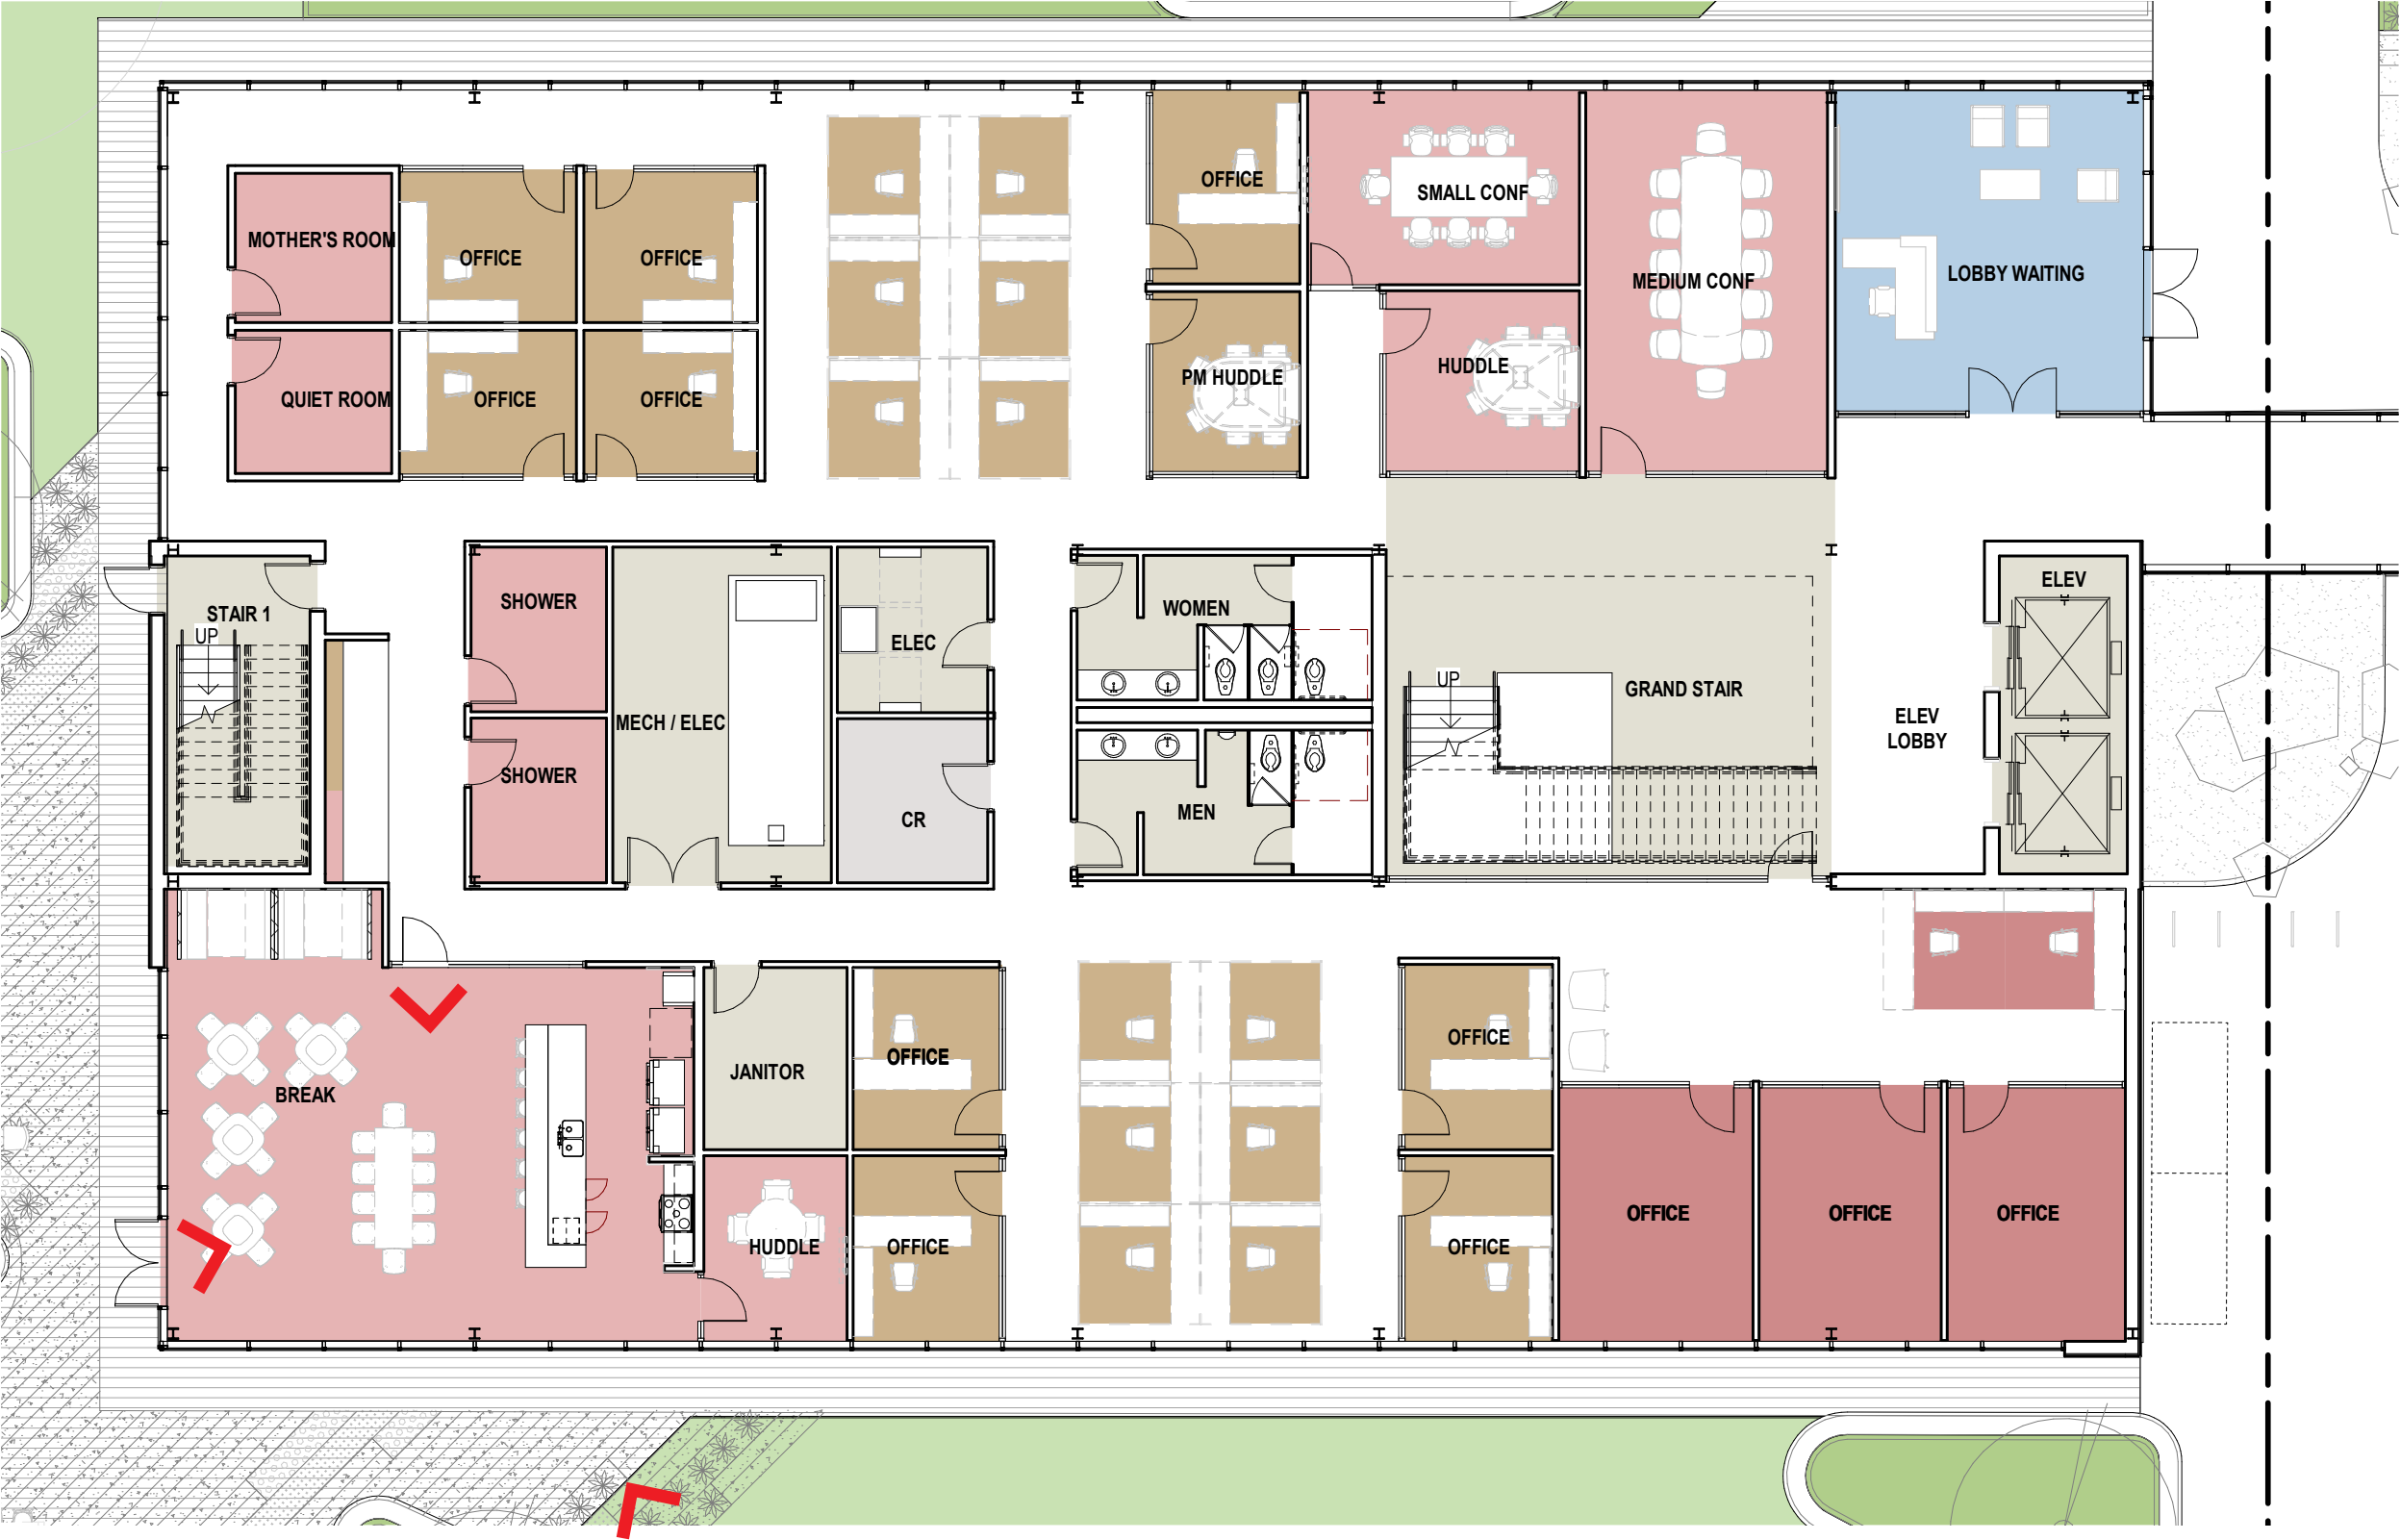 OFFICE
SMALL CONF
MOTHER'S ROOM
OFFICE
OFFICE
MEDIUM CONF
LOBBY WAITING
QUIET ROOM
OFFICE
OFFICE
PM HUDDLE
HUDDLE
STAIR 1
UP
SHOWER
ELEC
WOMEN
ELEV
MECH / ELEC
UP
GRAND STAIR
ELEV
LOBBY
SHOWER
CR
MEN
BREAK
JANITOR
OFFICE
OFFICE
HUDDLE
OFFICE
OFFICE
OFFICE
OFFICE
OFFICE